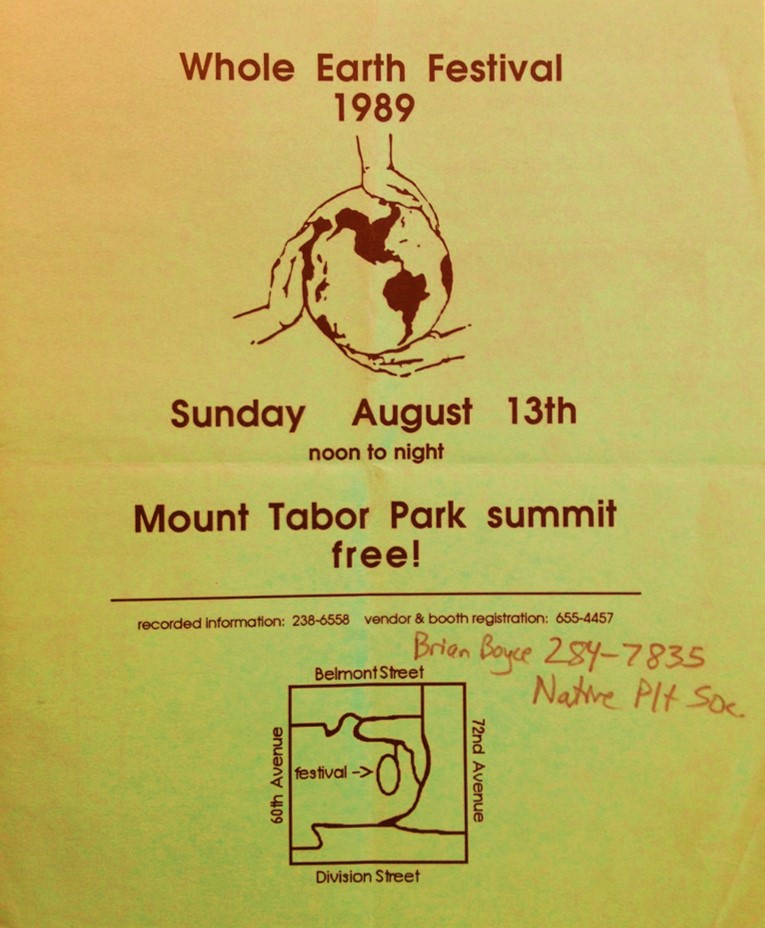 Whole Earth Festival
1989
Sunday August 13th
noon to night
Mount Tabor Park summit
free!
recorded information: 238-6558 vendor & booth registration: 655-4457
Brian Boyce 284-7835
Native Plt Soc.
Belmont Street
60th Avenue
festival ->
72nd Avenue
Division Street